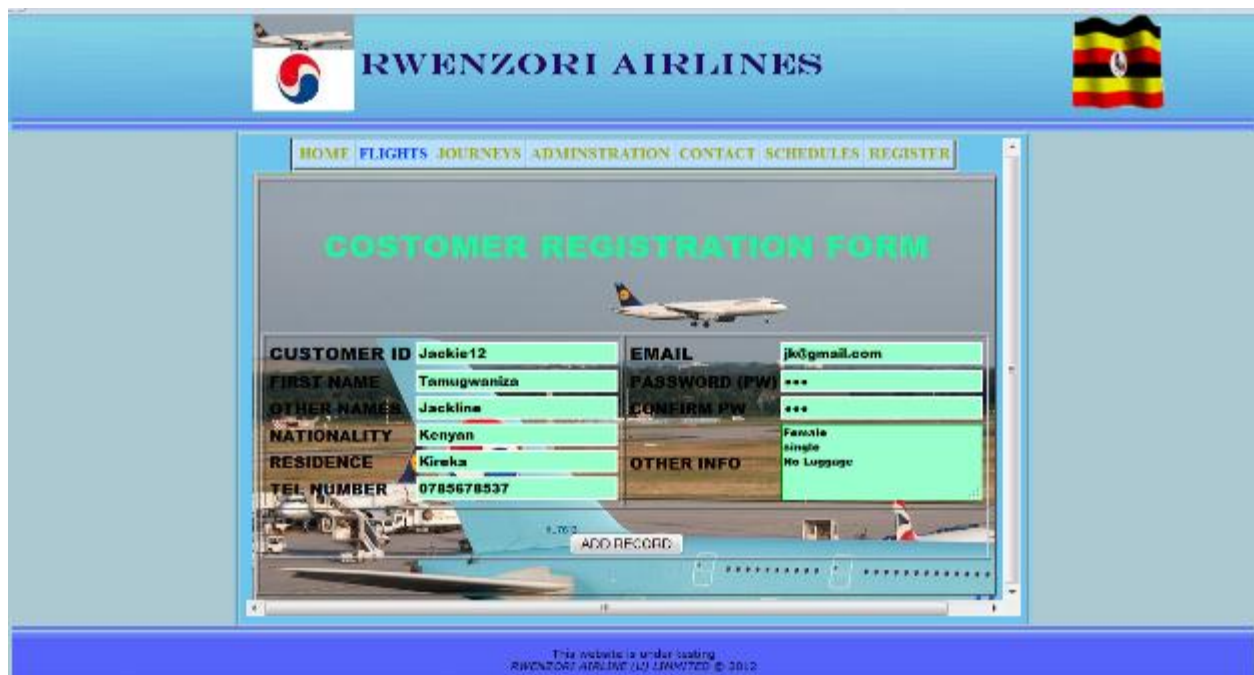 RWENZORI AIRLINES
HOME FLIGHTS JOURNEYS ADMINSTRATION CONTACT SCHEDULES REGISTER
COSTOMER REGISTRATION FORM
CUSTOMER ID Jackie12
FIRST NAME Tamugwaniza
OTHER NAMES Jackline
NATIONALITY Kenyan
RESIDENCE Kireka
TEL NUMBER 0785678537
EMAIL jk@gmail.com
PASSWORD (PW) •••
CONFIRM PW •••
OTHER INFO
Female
single
No Luggage
ADD RECORD
This website is under testing
RWENZORI AIRLINE (U) LIMMITED © 2012